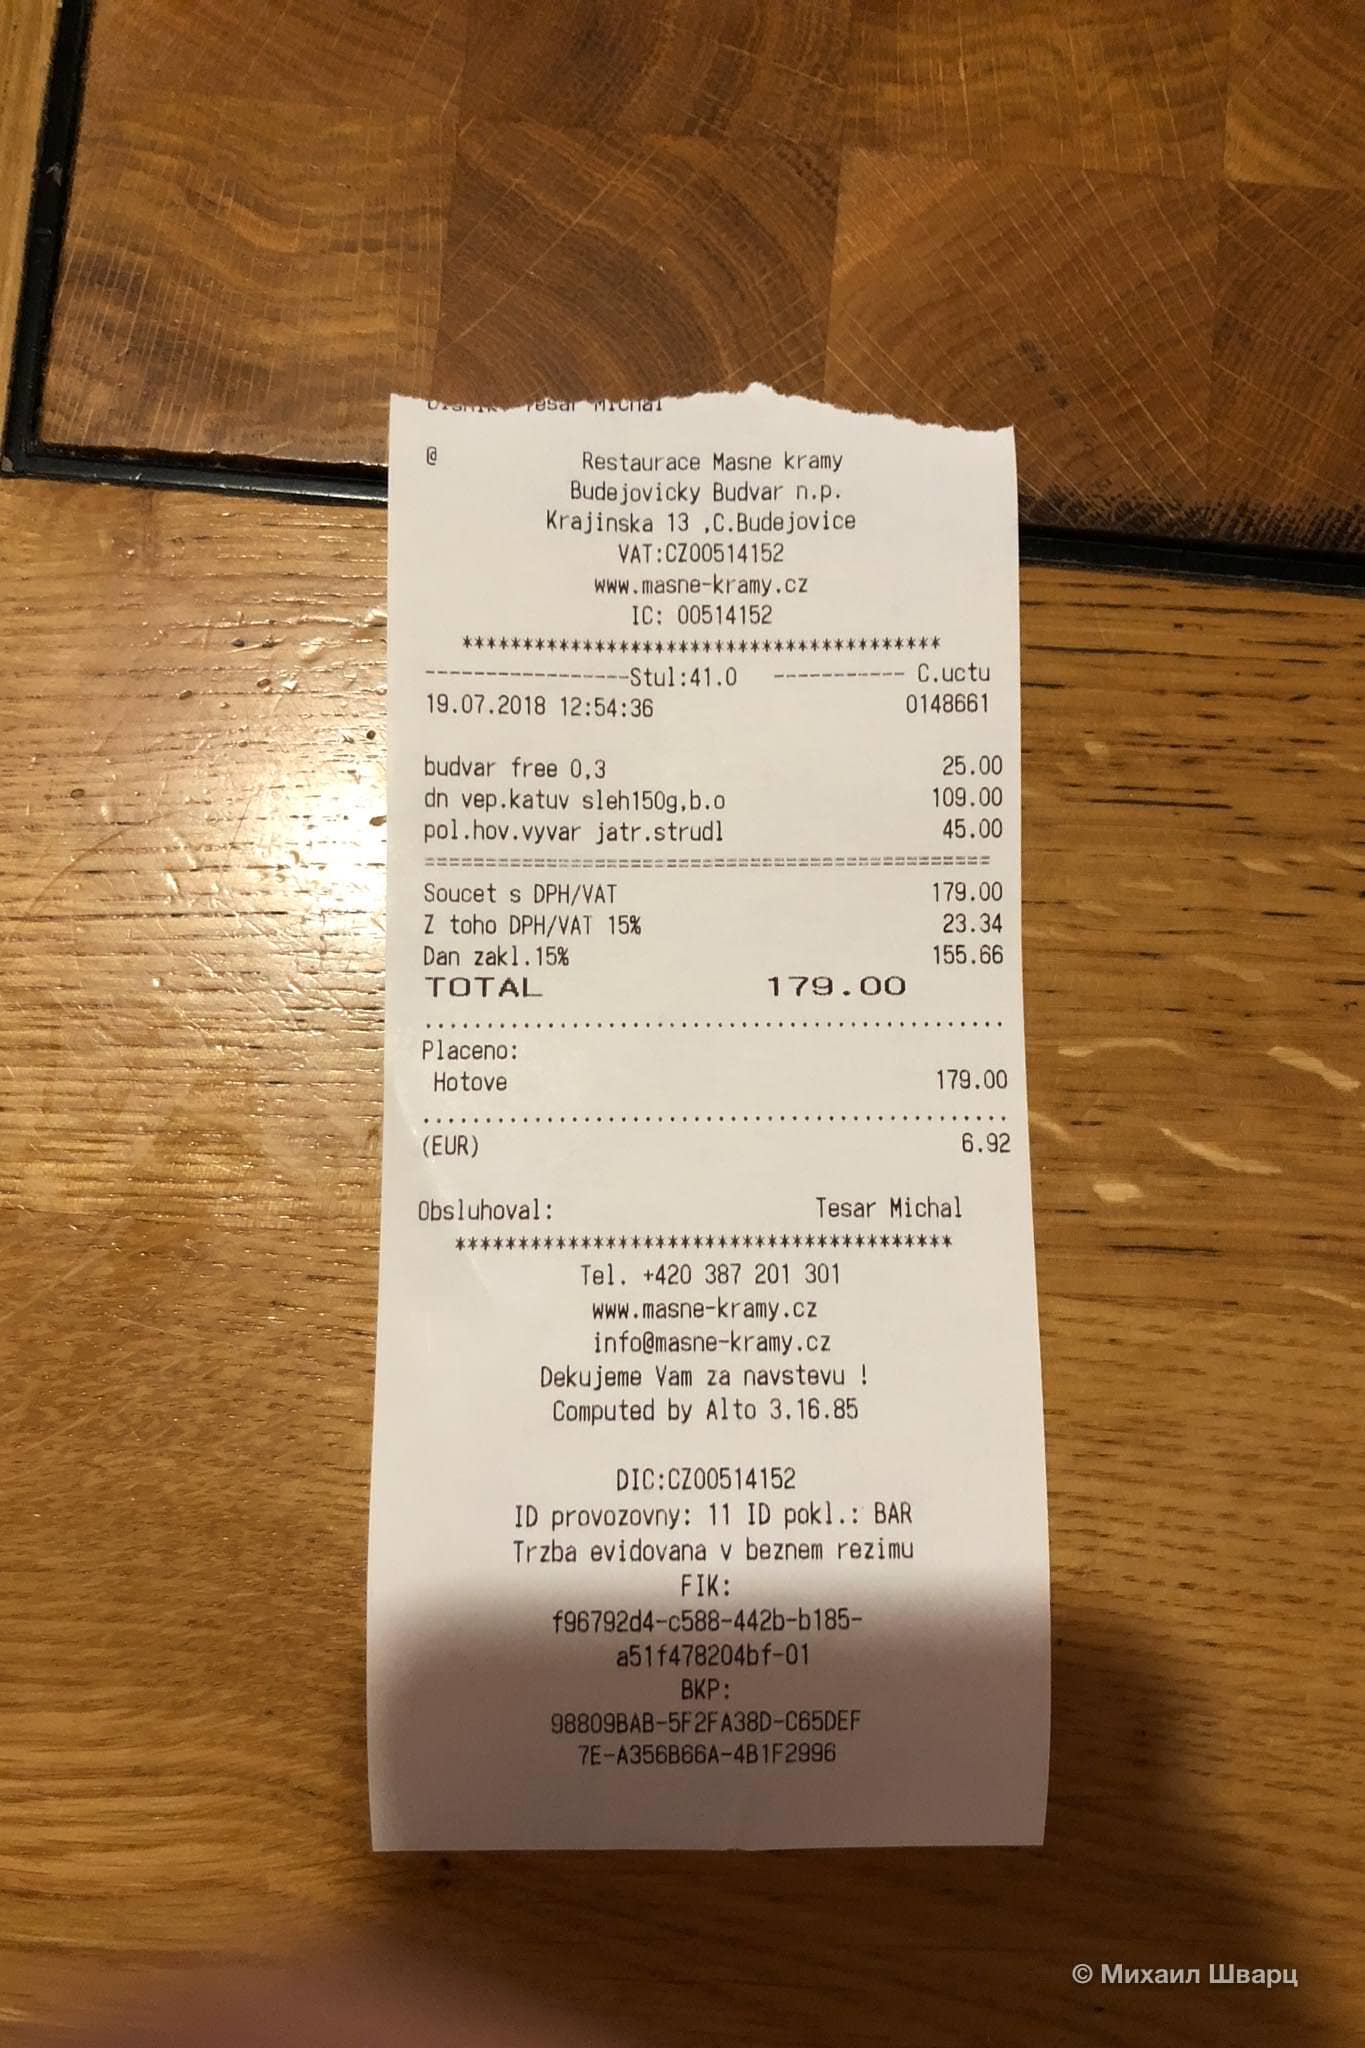 Tesar Michal
@ Restaurace Masne kramy
Budejovicky Budvar n.p.
Krajinska 13 ,C.Budejovice
VAT:CZ00514152
www.masne-kramy.cz
IC: 00514152
****************************************
-----------------Stul:41.0 ----------- C.uctu
19.07.2018 12:54:36 0148661
budvar free 0,3 25.00
dn vep.katuv sleh150g,b.o 109.00
pol.hov.vyvar jatr.strudl 45.00
===============================================
Soucet s DPH/VAT 179.00
Z toho DPH/VAT 15% 23.34
Dan zakl.15% 155.66
TOTAL 179.00
................................................
Placeno:
Hotove 179.00
................................................
(EUR) 6.92
Obsluhoval: Tesar Michal
****************************************
Tel. +420 387 201 301
www.masne-kramy.cz
info@masne-kramy.cz
Dekujeme Vam za navstevu !
Computed by Alto 3.16.85
DIC:CZ00514152
ID provozovny: 11 ID pokl.: BAR
Trzba evidovana v beznem rezimu
FIK:
f96792d4-c588-442b-b185-
a51f478204bf-01
BKP:
98809BAB-5F2FA38D-C65DEF
7E-A356B66A-4B1F2996
© Михаил Шварц